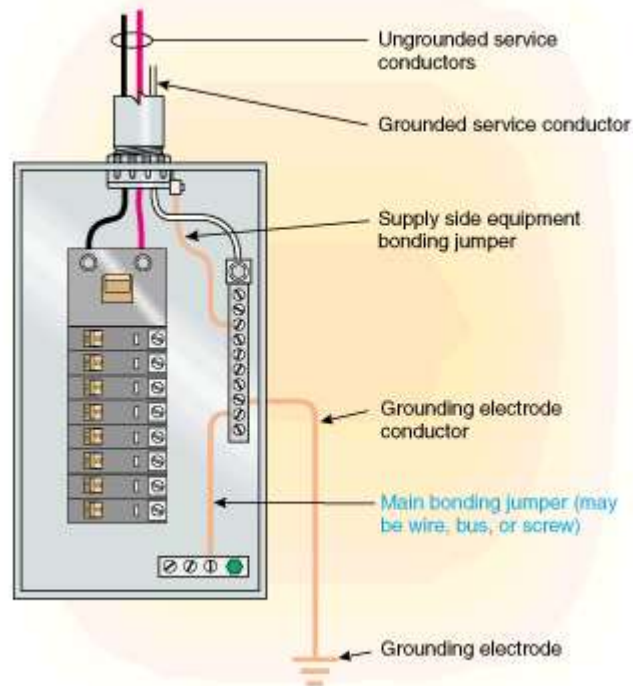 Ungrounded service
conductors
Grounded service conductor
Supply side equipment
bonding jumper
Grounding electrode
conductor
Main bonding jumper (may
be wire, bus, or screw)
Grounding electrode